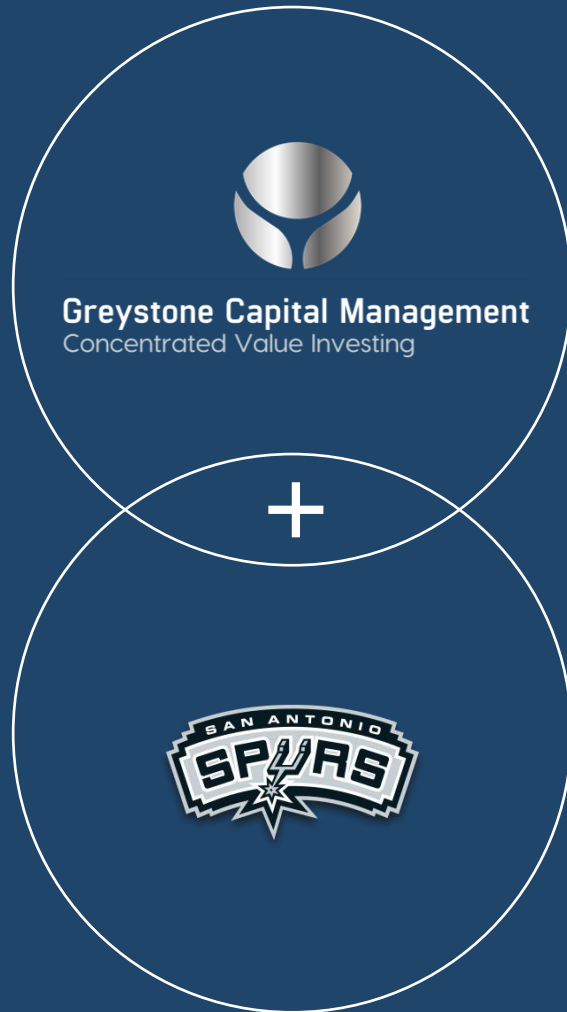 Greystone Capital Management
Concentrated Value Investing
+
SAN ANTONIO
SPURS